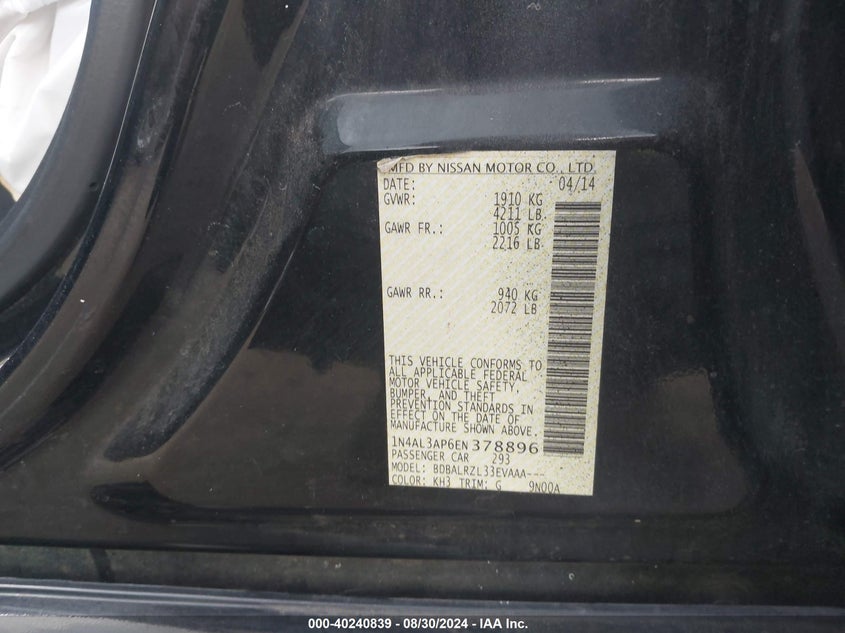 MFD BY NISSAN MOTOR CO., LTD.
DATE: 04/14
GVWR: 1910 KG
4211 LB
GAWR FR.: 1005 KG
2216 LB
GAWR RR.: 940 KG
2072 LB
THIS VEHICLE CONFORMS TO
ALL APPLICABLE FEDERAL
MOTOR VEHICLE SAFETY,
BUMPER, AND THEFT
PREVENTION STANDARDS IN
EFFECT ON THE DATE OF
MANUFACTURE SHOWN ABOVE.
1N4AL3AP6EN378896
PASSENGER CAR 293
MODEL: BDBALRZL33EVAAA---
COLOR: KH3 TRIM: G 9N00A
000-40240839 - 08/30/2024 - IAA Inc.